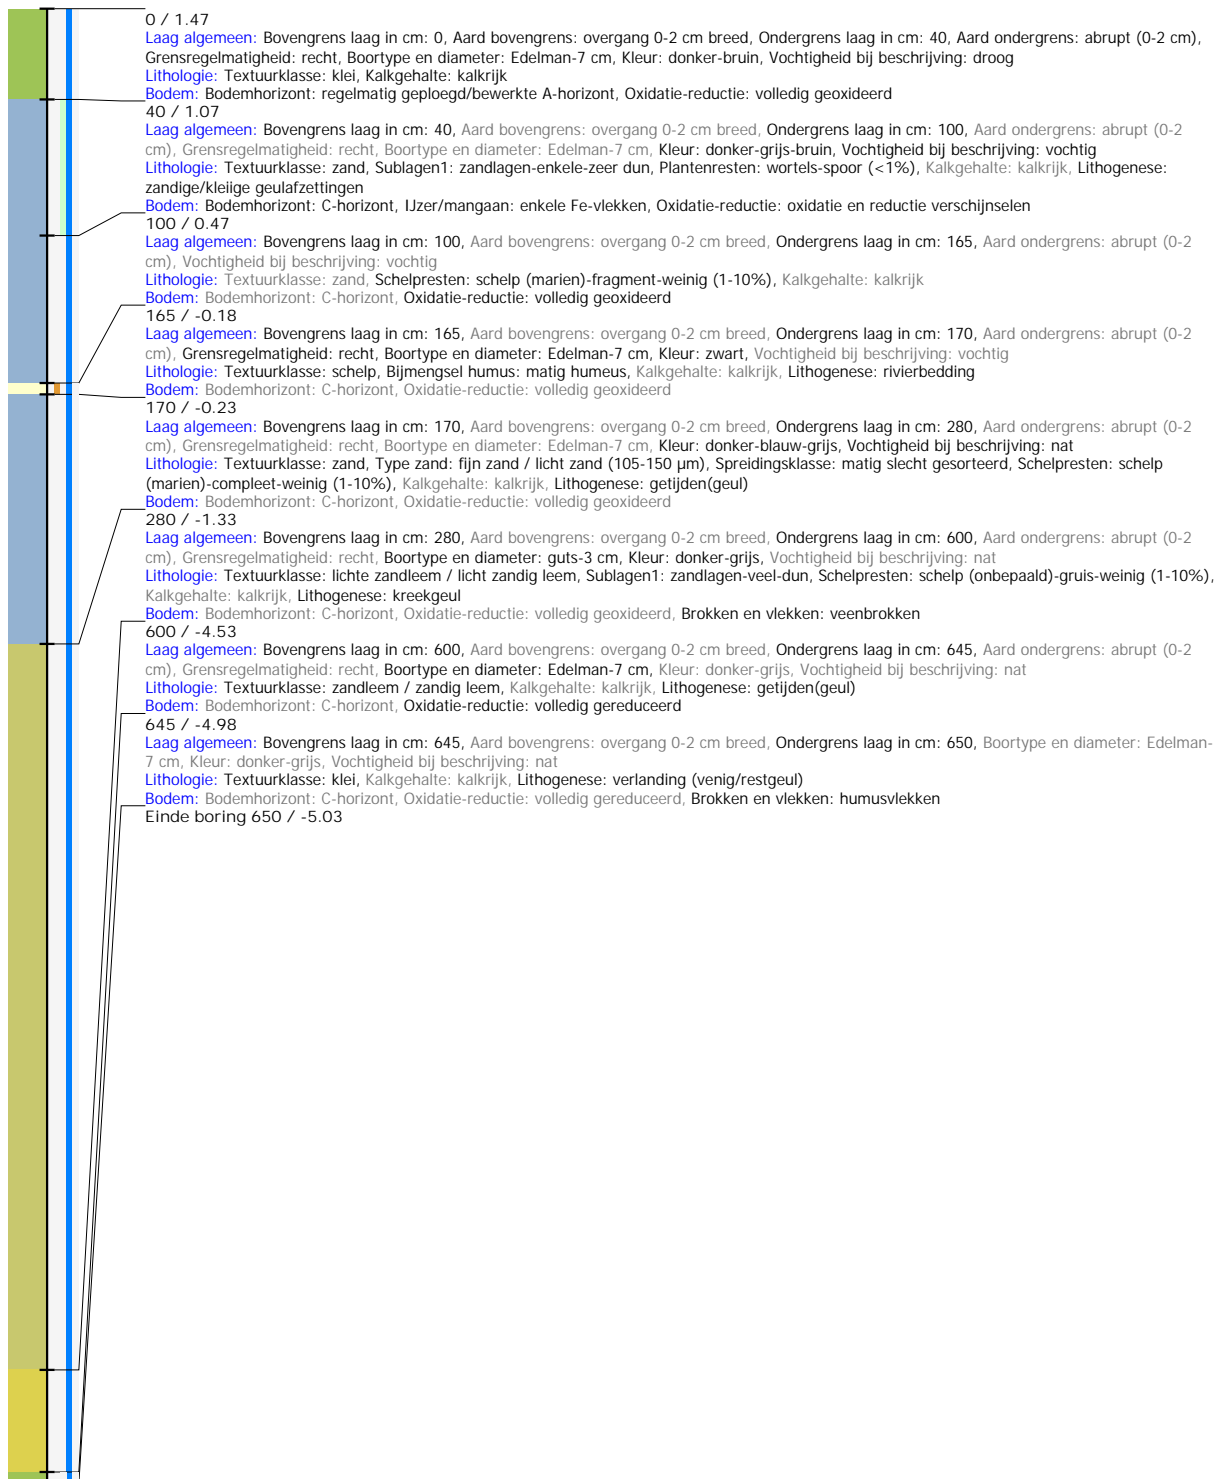 0 / 1.47
Laag algemeen: Bovengrens laag in cm: 0, Aard bovengrens: overgang 0-2 cm breed, Ondergrens laag in cm: 40, Aard ondergrens: abrupt (0-2 cm),
Grensregelmatigheid: recht, Boortype en diameter: Edelman-7 cm, Kleur: donker-bruin, Vochtigheid bij beschrijving: droog
Lithologie: Textuurklasse: klei, Kalkgehalte: kalkrijk
Bodem: Bodemhorizont: regelmatig geploegd/bewerkte A-horizont, Oxidatie-reductie: volledig geoxideerd
40 / 1.07
Laag algemeen: Bovengrens laag in cm: 40, Aard bovengrens: overgang 0-2 cm breed, Ondergrens laag in cm: 100, Aard ondergrens: abrupt (0-2
cm), Grensregelmatigheid: recht, Boortype en diameter: Edelman-7 cm, Kleur: donker-grijs-bruin, Vochtigheid bij beschrijving: vochtig
Lithologie: Textuurklasse: zand, Sublagen1: zandlagen-enkele-zeer dun, Plantenresten: wortels-spoor (<1%), Kalkgehalte: kalkrijk, Lithogenese:
zandige/kleiige geulafzettingen
Bodem: Bodemhorizont: C-horizont, IJzer/mangaan: enkele Fe-vlekken, Oxidatie-reductie: oxidatie en reductie verschijnselen
100 / 0.47
Laag algemeen: Bovengrens laag in cm: 100, Aard bovengrens: overgang 0-2 cm breed, Ondergrens laag in cm: 165, Aard ondergrens: abrupt (0-2
cm), Vochtigheid bij beschrijving: vochtig
Lithologie: Textuurklasse: zand, Schelpresten: schelp (marien)-fragment-weinig (1-10%), Kalkgehalte: kalkrijk
Bodem: Bodemhorizont: C-horizont, Oxidatie-reductie: volledig geoxideerd
165 / -0.18
Laag algemeen: Bovengrens laag in cm: 165, Aard bovengrens: overgang 0-2 cm breed, Ondergrens laag in cm: 170, Aard ondergrens: abrupt (0-2
cm), Grensregelmatigheid: recht, Boortype en diameter: Edelman-7 cm, Kleur: zwart, Vochtigheid bij beschrijving: vochtig
Lithologie: Textuurklasse: schelp, Bijmengsel humus: matig humeus, Kalkgehalte: kalkrijk, Lithogenese: rivierbedding
Bodem: Bodemhorizont: C-horizont, Oxidatie-reductie: volledig geoxideerd
170 / -0.23
Laag algemeen: Bovengrens laag in cm: 170, Aard bovengrens: overgang 0-2 cm breed, Ondergrens laag in cm: 280, Aard ondergrens: abrupt (0-2
cm), Grensregelmatigheid: recht, Boortype en diameter: Edelman-7 cm, Kleur: donker-blauw-grijs, Vochtigheid bij beschrijving: nat
Lithologie: Textuurklasse: zand, Type zand: fijn zand / licht zand (105-150 µm), Spreidingsklasse: matig slecht gesorteerd, Schelpresten: schelp
(marien)-compleet-weinig (1-10%), Kalkgehalte: kalkrijk, Lithogenese: getijden(geul)
Bodem: Bodemhorizont: C-horizont, Oxidatie-reductie: volledig geoxideerd
280 / -1.33
Laag algemeen: Bovengrens laag in cm: 280, Aard bovengrens: overgang 0-2 cm breed, Ondergrens laag in cm: 600, Aard ondergrens: abrupt (0-2
cm), Grensregelmatigheid: recht, Boortype en diameter: guts-3 cm, Kleur: donker-grijs, Vochtigheid bij beschrijving: nat
Lithologie: Textuurklasse: lichte zandleem / licht zandig leem, Sublagen1: zandlagen-veel-dun, Schelpresten: schelp (onbepaald)-gruis-weinig (1-10%),
Kalkgehalte: kalkrijk, Lithogenese: kreekgeul
Bodem: Bodemhorizont: C-horizont, Oxidatie-reductie: volledig geoxideerd, Brokken en vlekken: veenbrokken
600 / -4.53
Laag algemeen: Bovengrens laag in cm: 600, Aard bovengrens: overgang 0-2 cm breed, Ondergrens laag in cm: 645, Aard ondergrens: abrupt (0-2
cm), Grensregelmatigheid: recht, Boortype en diameter: Edelman-7 cm, Kleur: donker-grijs, Vochtigheid bij beschrijving: nat
Lithologie: Textuurklasse: zandleem / zandig leem, Kalkgehalte: kalkrijk, Lithogenese: getijden(geul)
Bodem: Bodemhorizont: C-horizont, Oxidatie-reductie: volledig gereduceerd
645 / -4.98
Laag algemeen: Bovengrens laag in cm: 645, Aard bovengrens: overgang 0-2 cm breed, Ondergrens laag in cm: 650, Boortype en diameter: Edelman-
7 cm, Kleur: donker-grijs, Vochtigheid bij beschrijving: nat
Lithologie: Textuurklasse: klei, Kalkgehalte: kalkrijk, Lithogenese: verlanding (venig/restgeul)
Bodem: Bodemhorizont: C-horizont, Oxidatie-reductie: volledig gereduceerd, Brokken en vlekken: humusvlekken
Einde boring 650 / -5.03